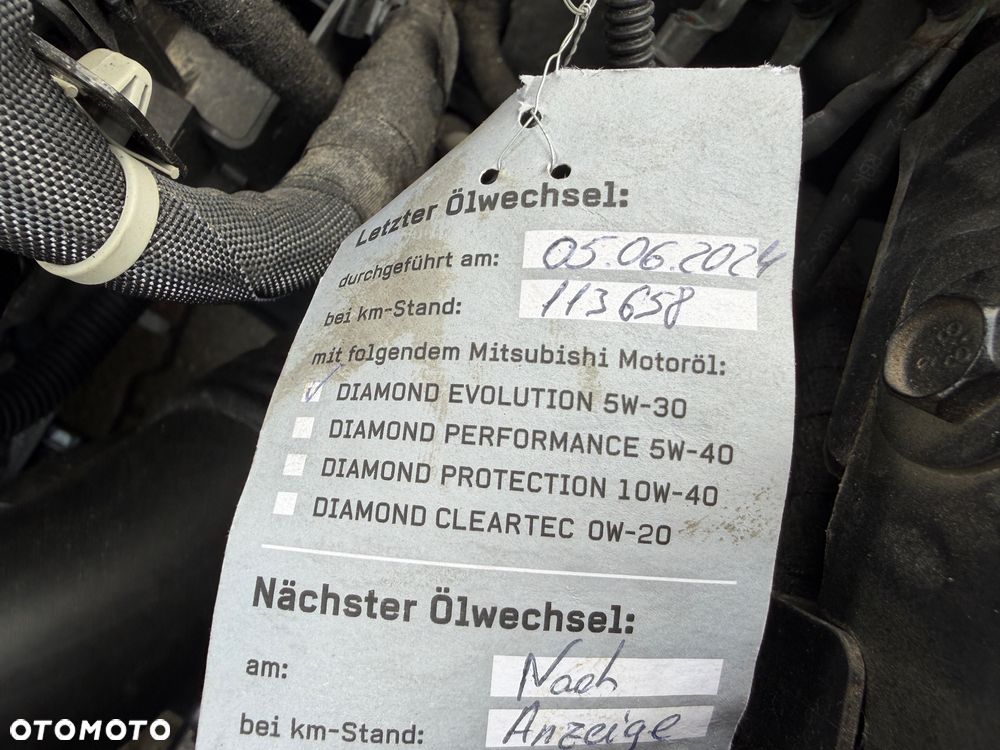 Letzter Ölwechsel:
durchgeführt am: 05.06.2024
bei km-Stand: 113658
mit folgendem Mitsubishi Motoröl:
✓ DIAMOND EVOLUTION 5W-30
DIAMOND PERFORMANCE 5W-40
DIAMOND PROTECTION 10W-40
DIAMOND CLEARTEC 0W-20
Nächster Ölwechsel:
am: Nach
bei km-Stand: Anzeige
OTOMOTO